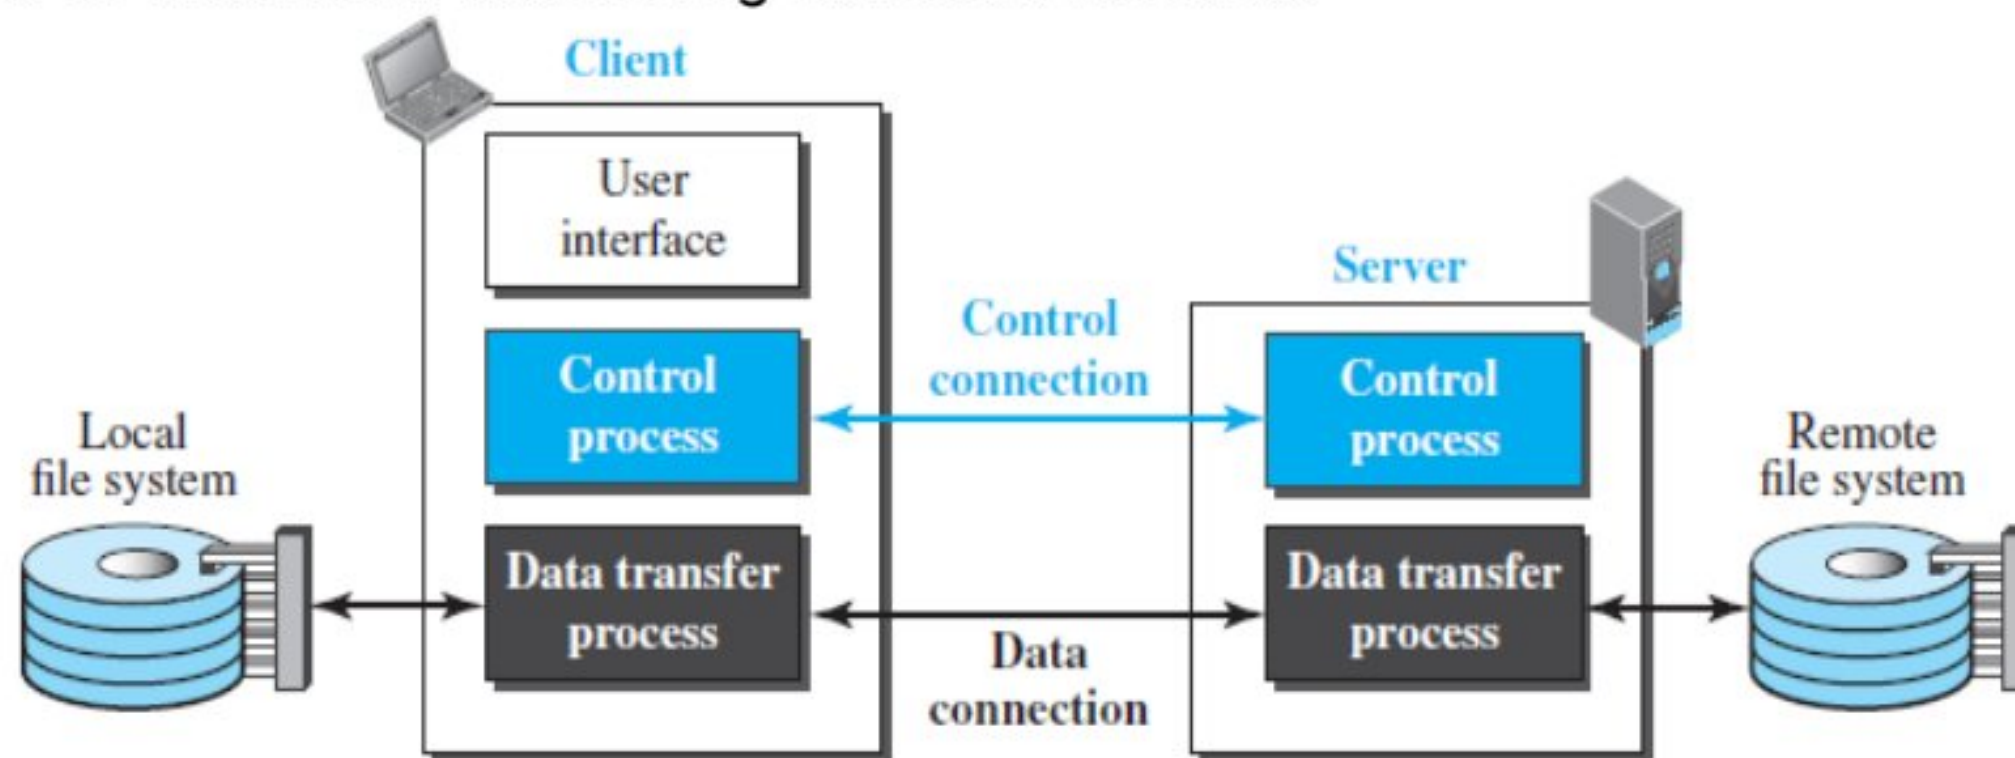 Client
User
interface
Server
Control
connection
Control
process
Control
process
Local
file system
Remote
file system
Data transfer
process
Data transfer
process
Data
connection